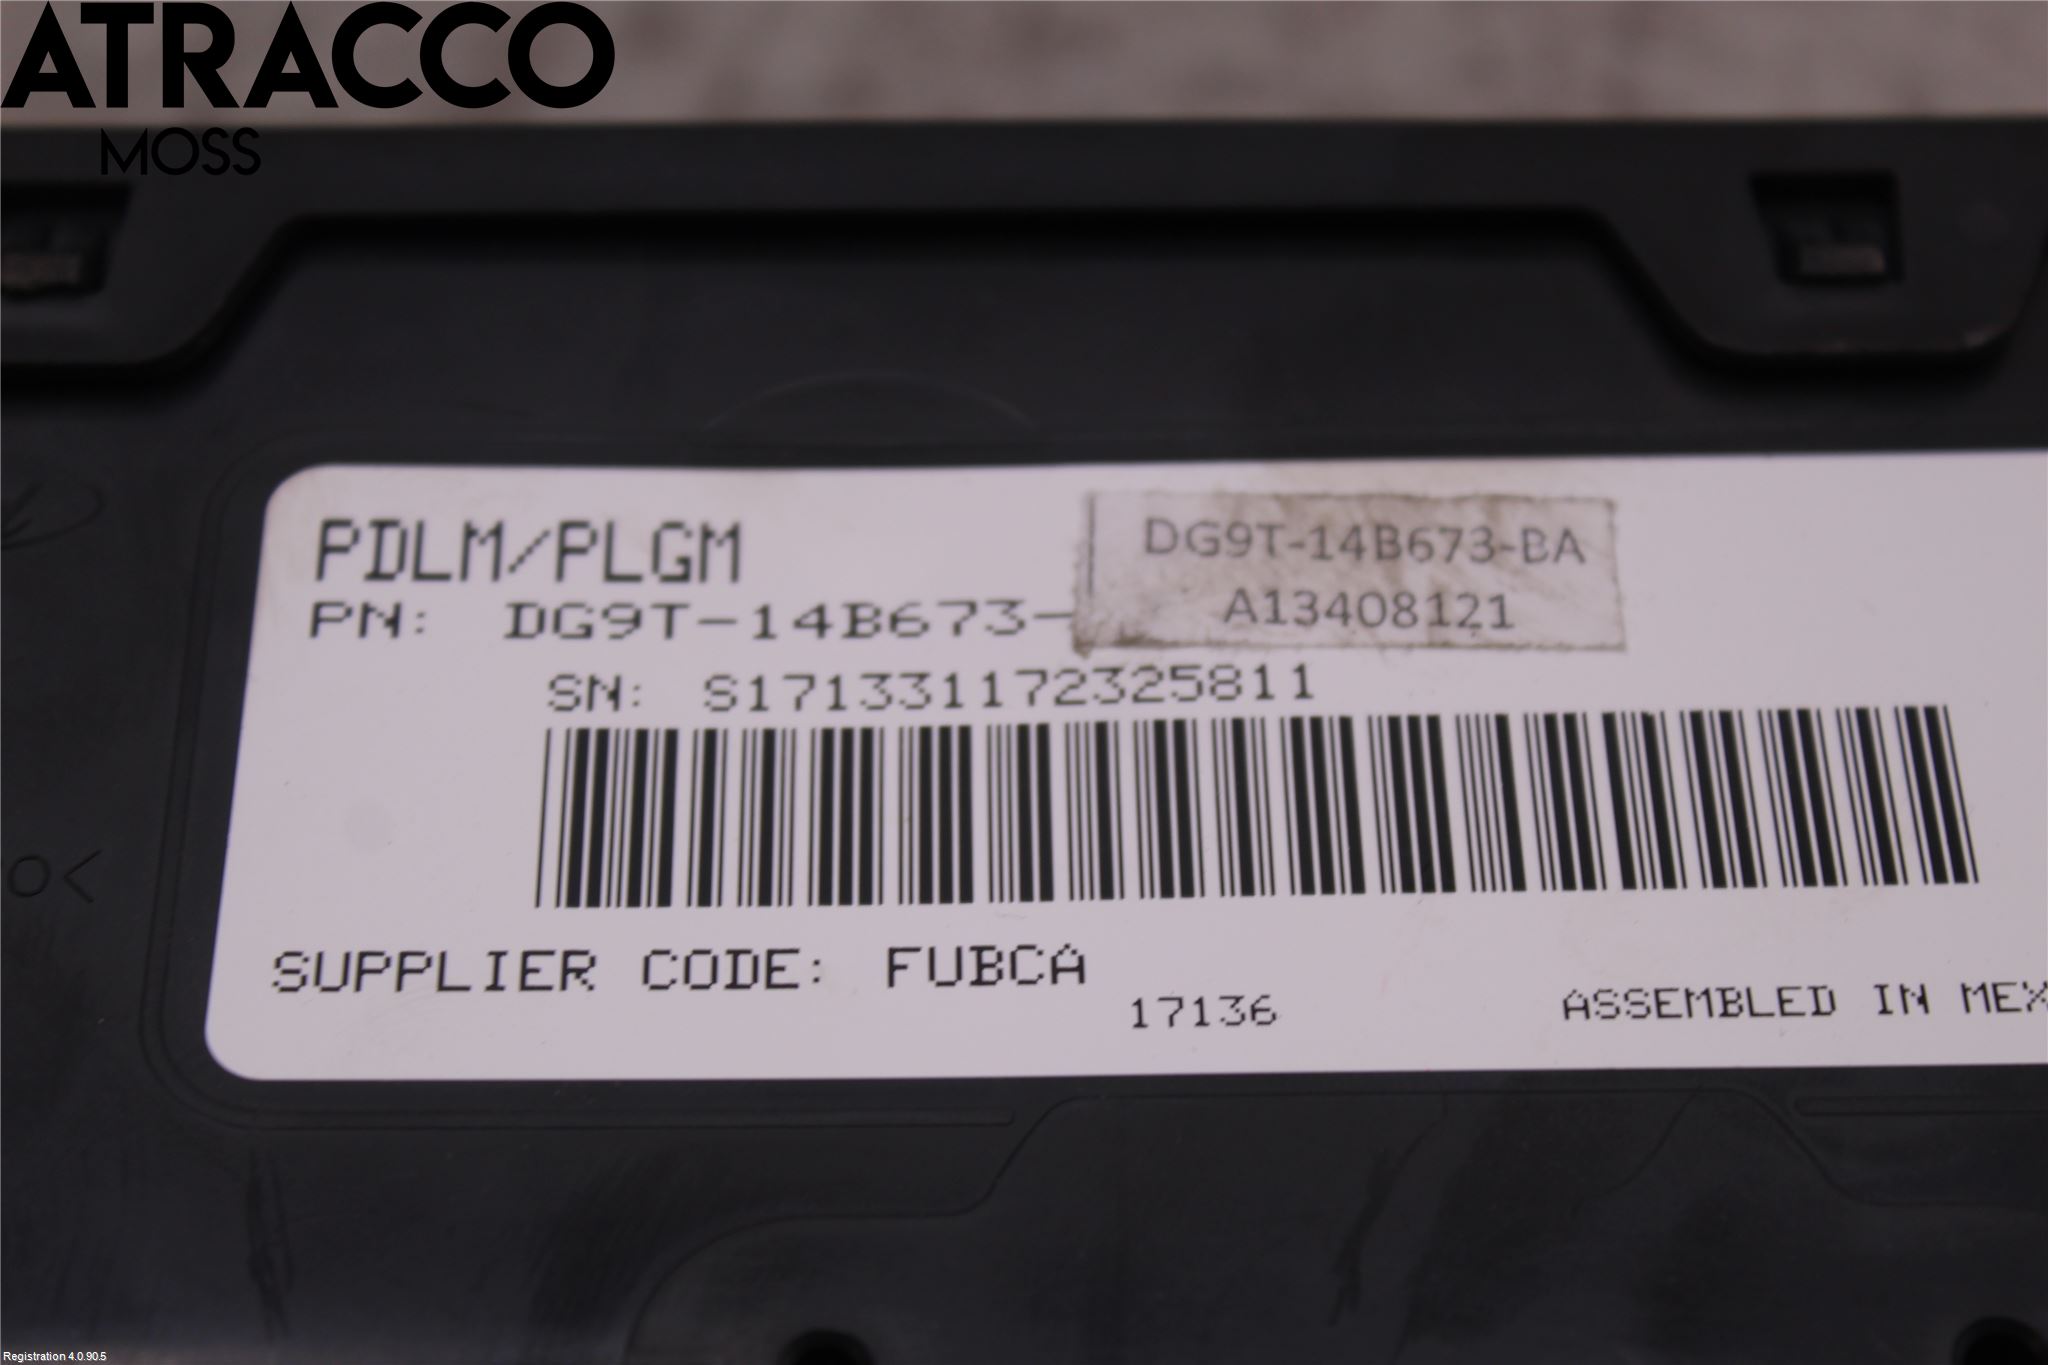 ATRACCO
MOSS
PDLM/PLGM
DG9T-14B673-BA
A13408121
PN: DG9T-14B673-
SN: S171331172325811
SUPPLIER CODE: FUBCA
17136
ASSEMBLED IN MEX
O<
Registration 4.0.90.5